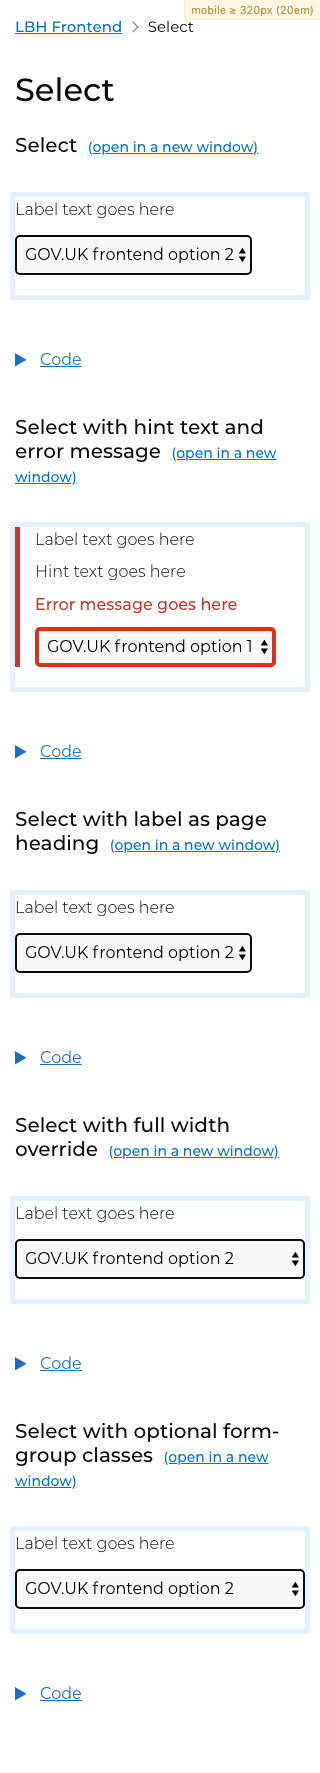 mobile ≥ 320px (20em)
LBH Frontend > Select
Select
Select (open in a new window)
Label text goes here
GOV.UK frontend option 2
Code
Select with hint text and
error message (open in a new
window)
Label text goes here
Hint text goes here
Error message goes here
GOV.UK frontend option 1
Code
Select with label as page
heading (open in a new window)
Label text goes here
GOV.UK frontend option 2
Code
Select with full width
override (open in a new window)
Label text goes here
GOV.UK frontend option 2
Code
Select with optional form-
group classes (open in a new
window)
Label text goes here
GOV.UK frontend option 2
Code